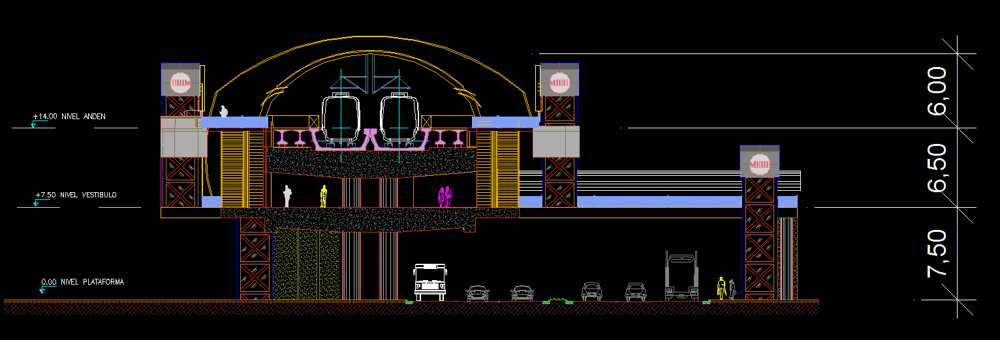 6,00
+14.00 NIVEL ANDEN
6,50
+7.50 NIVEL VESTIBULO
7,50
0.00 NIVEL PLATAFORMA